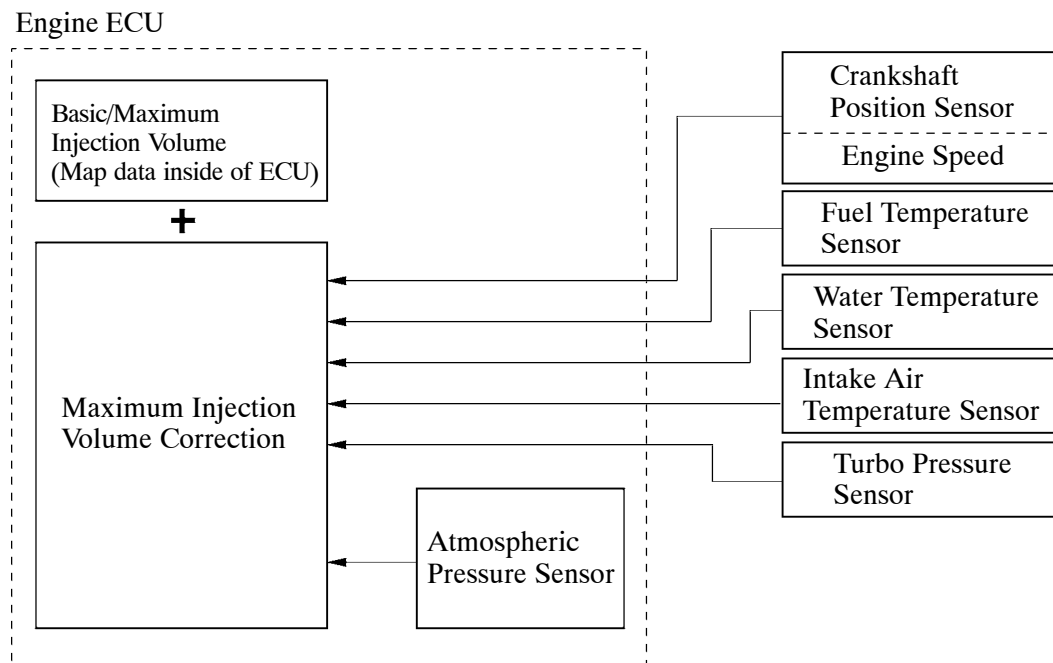 Engine ECU
Basic/Maximum
Injection Volume
(Map data inside of ECU)
+
Maximum Injection
Volume Correction
Atmospheric
Pressure Sensor
Crankshaft
Position Sensor
Engine Speed
Fuel Temperature
Sensor
Water Temperature
Sensor
Intake Air
Temperature Sensor
Turbo Pressure
Sensor